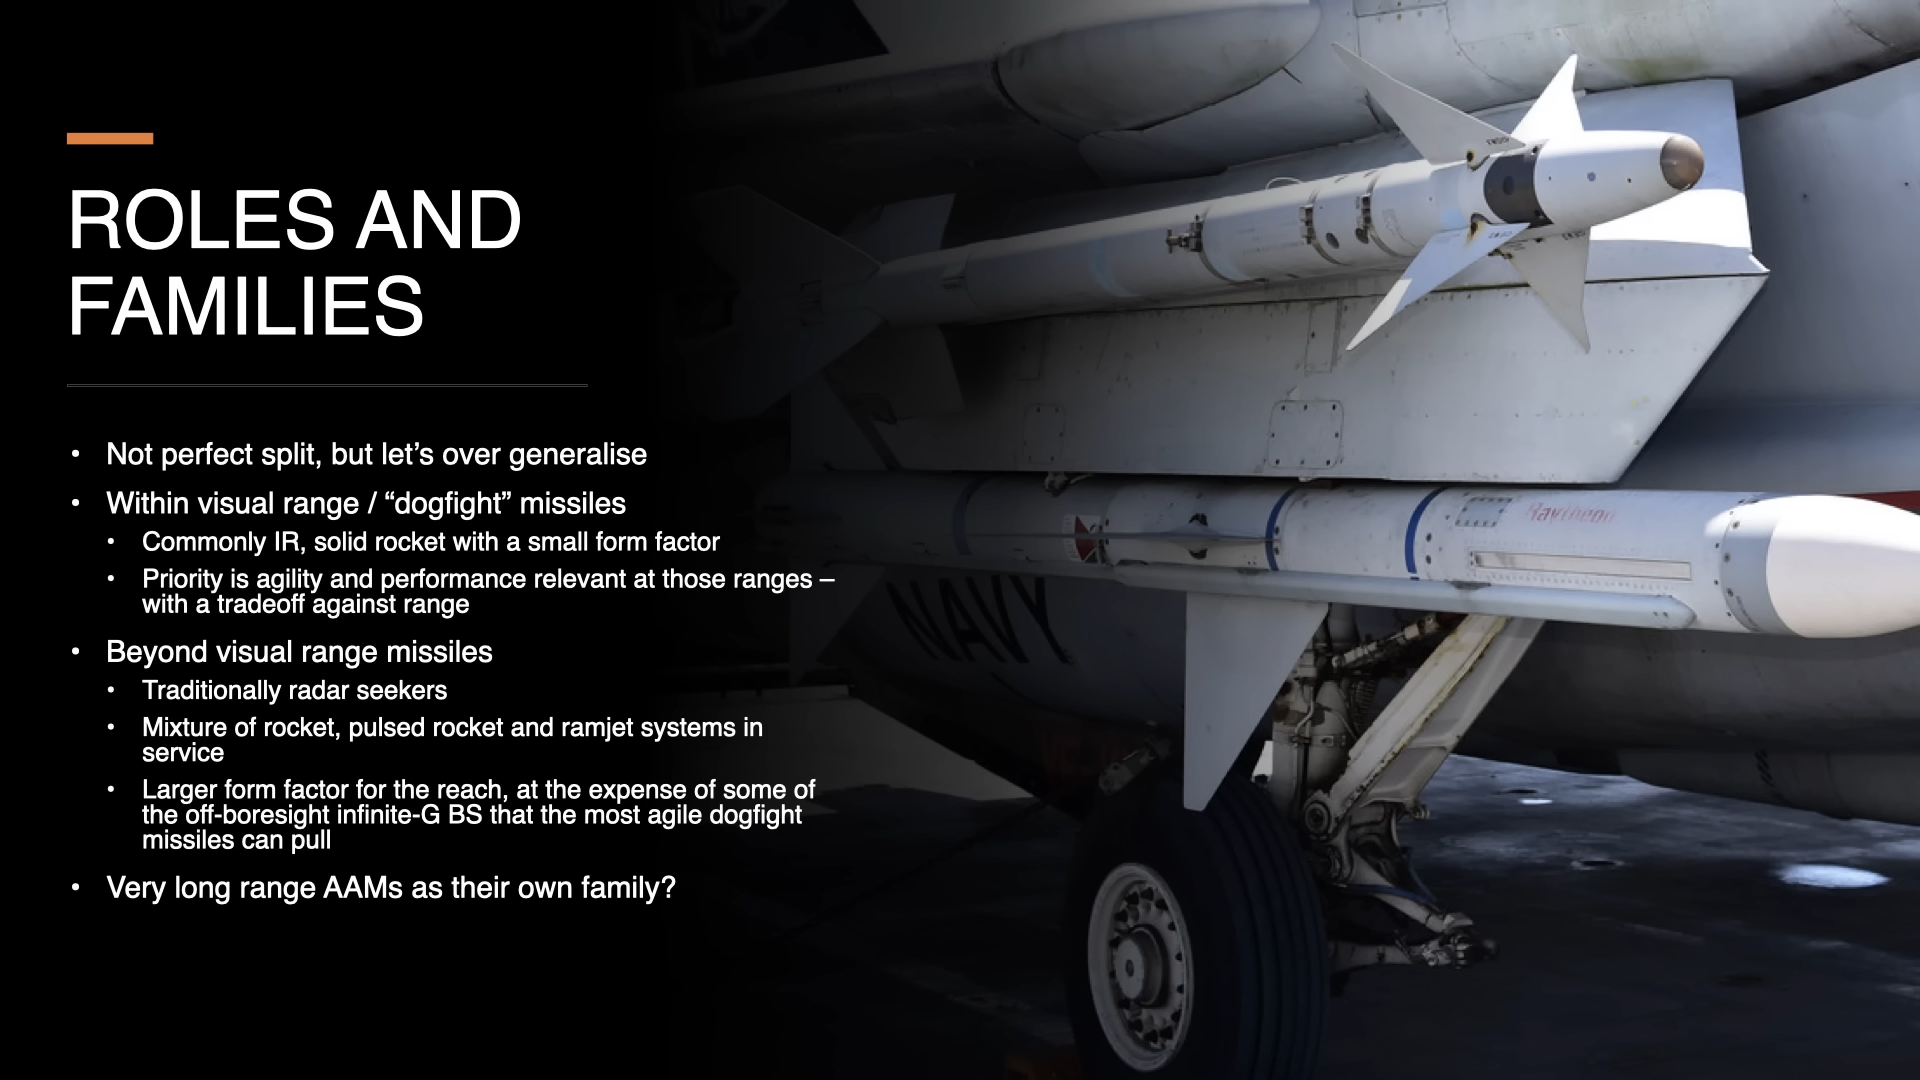 ROLES AND
FAMILIES
• Not perfect split, but let’s over generalise
• Within visual range / “dogfight” missiles
• Commonly IR, solid rocket with a small form factor
• Priority is agility and performance relevant at those ranges –
with a tradeoff against range
• Beyond visual range missiles
• Traditionally radar seekers
• Mixture of rocket, pulsed rocket and ramjet systems in
service
• Larger form factor for the reach, at the expense of some of
the off-boresight infinite-G BS that the most agile dogfight
missiles can pull
• Very long range AAMs as their own family?
Raytheon
NAVY